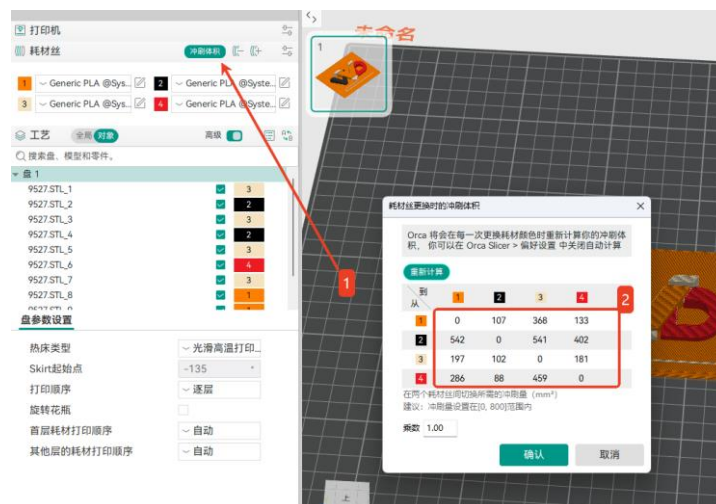 打印机
耗材丝 冲刷体积
1 Generic PLA @Sys... 2 Generic PLA @Syste...
3 Generic PLA @Sys... 4 Generic PLA @Syste...
工艺 全局 对象 高级
搜索盘、模型和零件。
盘 1
9527.STL_1 3
9527.STL_2 2
9527.STL_3 3
9527.STL_4 2
9527.STL_5 3
9527.STL_6 4
9527.STL_7 3
9527.STL_8 1
盘参数设置
热床类型 光滑高温打印...
Skirt起始点 -135 °
打印顺序 逐层
旋转花瓶
首层耗材打印顺序 自动
其他层的耗材打印顺序 自动
1
未命名
1
耗材丝更换时的冲刷体积
Orca 将会在每一次更换耗材颜色时重新计算你的冲刷体
积， 你可以在 Orca Slicer > 偏好设置 中关闭自动计算
重新计算
到
从
1 2 3 4
2
1 0 107 368 133
2 542 0 541 402
3 197 102 0 181
4 286 88 459 0
在两个耗材丝间切换所需的冲刷量（mm³）
建议：冲刷量设置在[0, 800]范围内
乘数 1.00
确认 取消
上